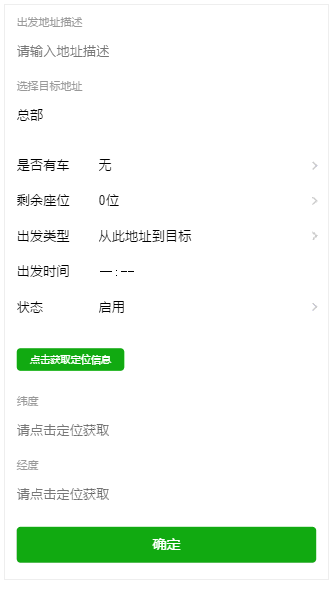 出发地址描述
请输入地址描述
选择目标地址
总部
是否有车 无
剩余座位 0位
出发类型 从此地址到目标
出发时间 --:--
状态 启用
点击获取定位信息
纬度
请点击定位获取
经度
请点击定位获取
确定